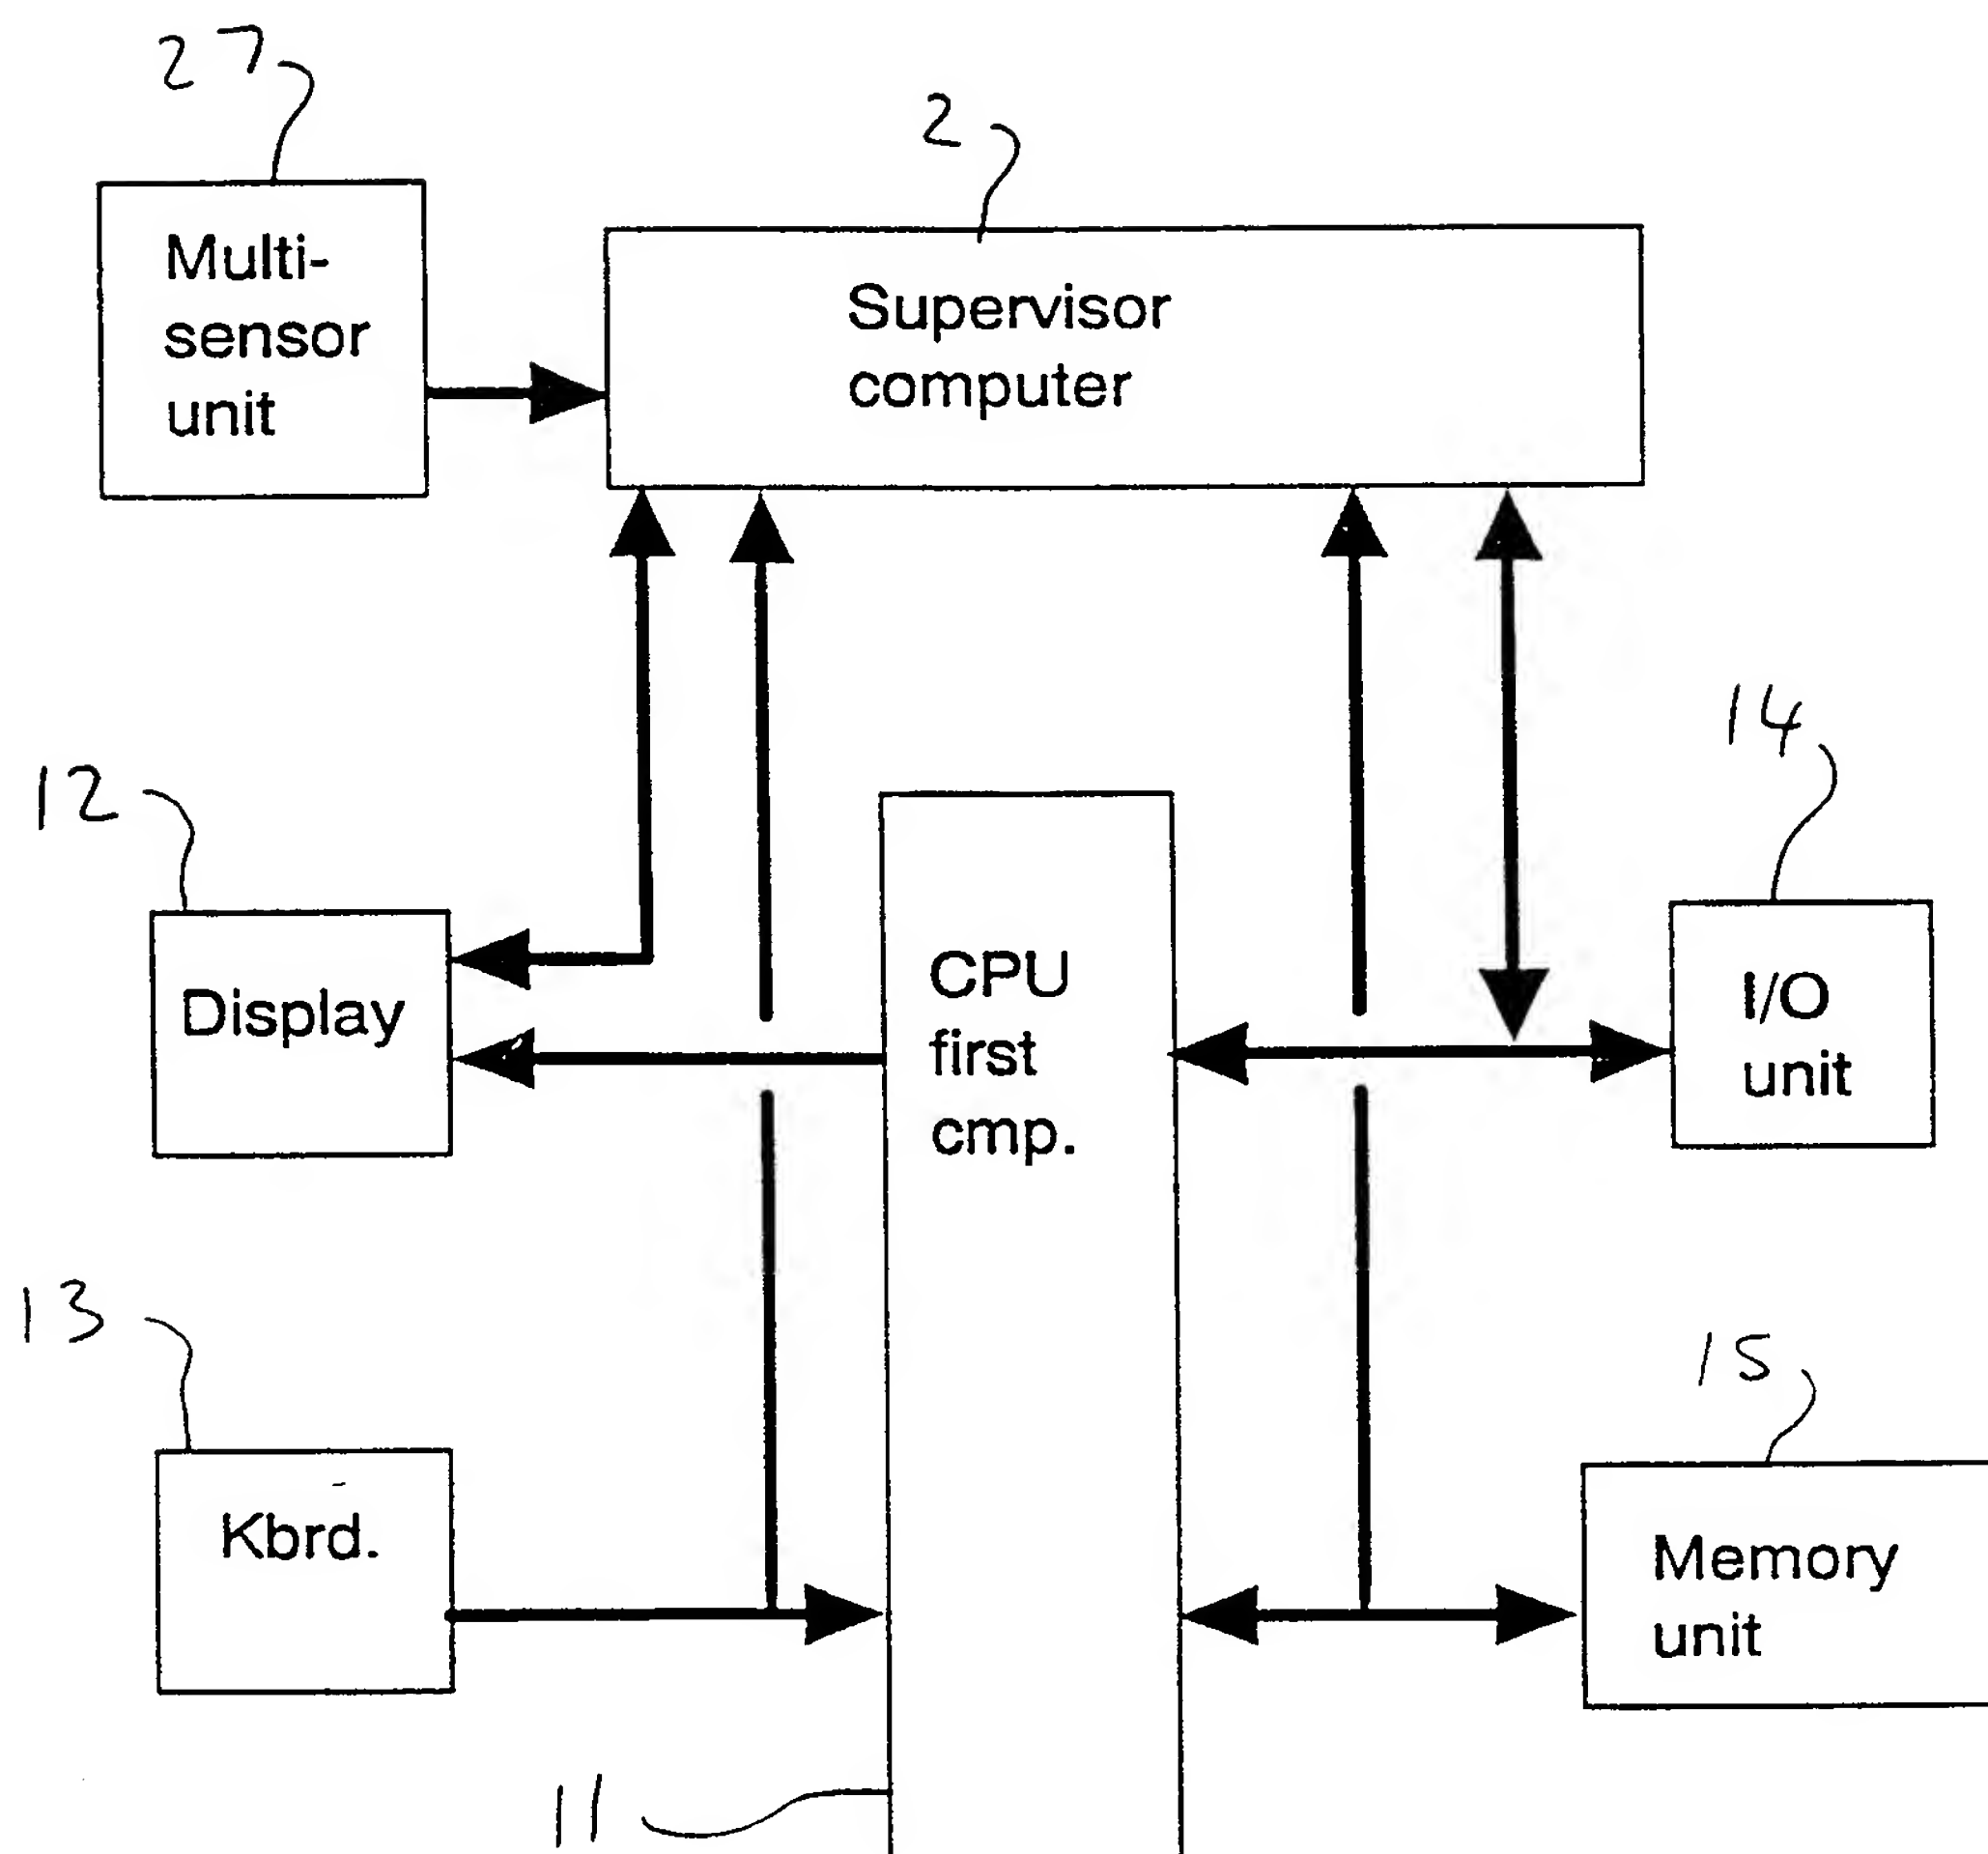 27
2
Multi-
sensor
unit
Supervisor
computer
14
12
CPU
first
cmp.
Display
I/O
unit
13
15
Kbrd.
Memory
unit
11